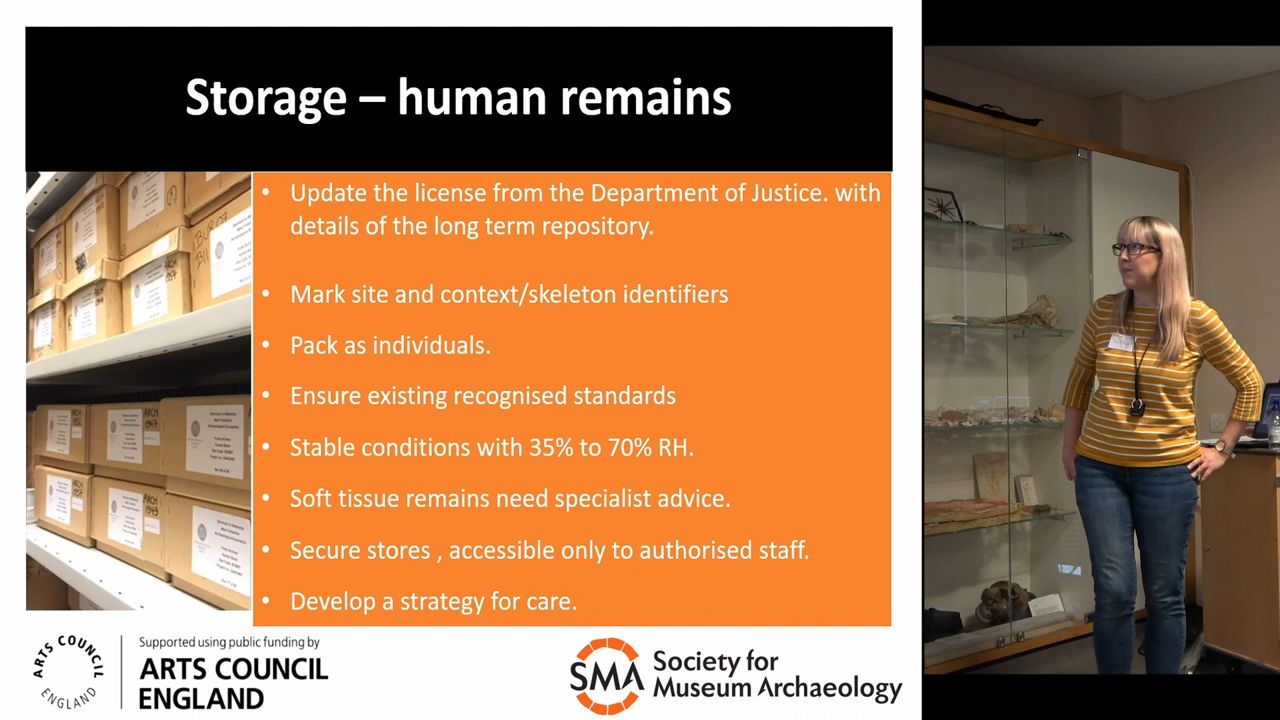 Storage – human remains
• Update the license from the Department of Justice. with
details of the long term repository.
• Mark site and context/skeleton identifiers
• Pack as individuals.
• Ensure existing recognised standards
• Stable conditions with 35% to 70% RH.
• Soft tissue remains need specialist advice.
• Secure stores , accessible only to authorised staff.
• Develop a strategy for care.
ARTS COUNCIL
ENGLAND
Supported using public funding by
ARTS COUNCIL
ENGLAND
SMA
Society for
Museum Archaeology